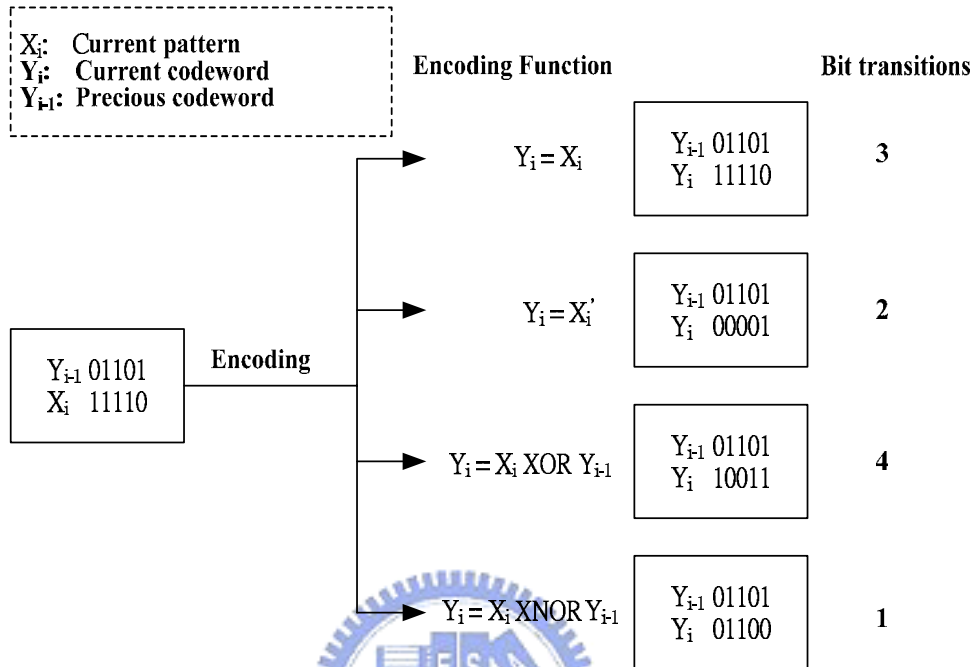 Xi: Current pattern
Yi: Current codeword
Yi-1: Precious codeword
Encoding Function
Bit transitions
Yi = Xi
Yi-1 01101
Yi 11110
3
Yi = Xi'
Yi-1 01101
Yi 00001
2
Yi-1 01101
Xi 11110
Encoding
Yi = Xi XOR Yi-1
Yi-1 01101
Yi 10011
4
Yi = Xi XNOR Yi-1
Yi-1 01101
Yi 01100
1